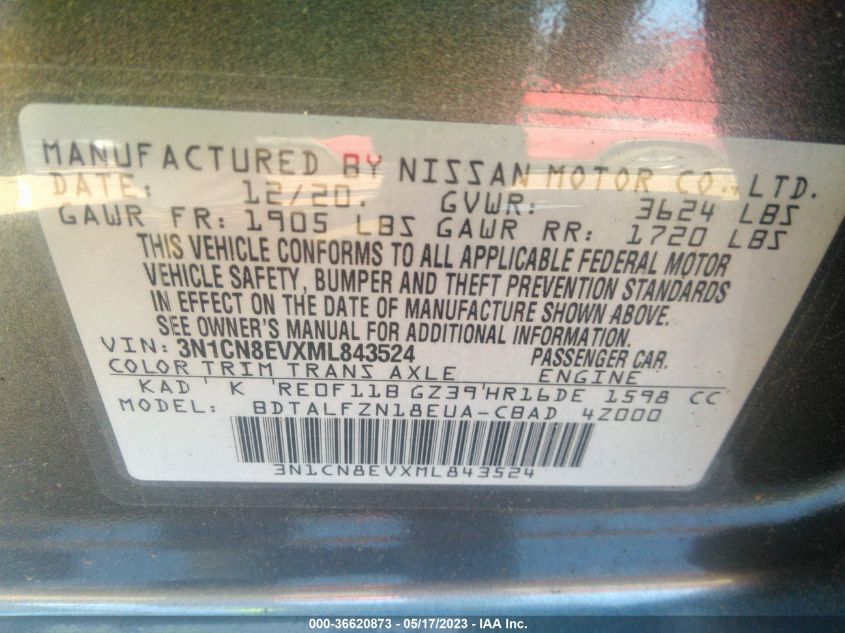 MANUFACTURED BY NISSAN MOTOR CO., LTD.
DATE: 12/20. GVWR: 3624 LBS
GAWR FR: 1905 LBS GAWR RR: 1720 LBS
THIS VEHICLE CONFORMS TO ALL APPLICABLE FEDERAL MOTOR
VEHICLE SAFETY, BUMPER AND THEFT PREVENTION STANDARDS
IN EFFECT ON THE DATE OF MANUFACTURE SHOWN ABOVE.
SEE OWNER'S MANUAL FOR ADDITIONAL INFORMATION.
VIN: 3N1CN8EVXML843524 PASSENGER CAR.
COLOR TRIM TRANS AXLE ENGINE
KAD K RE0F11B GZ39 HR16DE 1598 CC
MODEL: BDTALFZN18EUA-CBAD 4Z000
3N1CN8EVXML843524
000-36620873 - 05/17/2023 - IAA Inc.